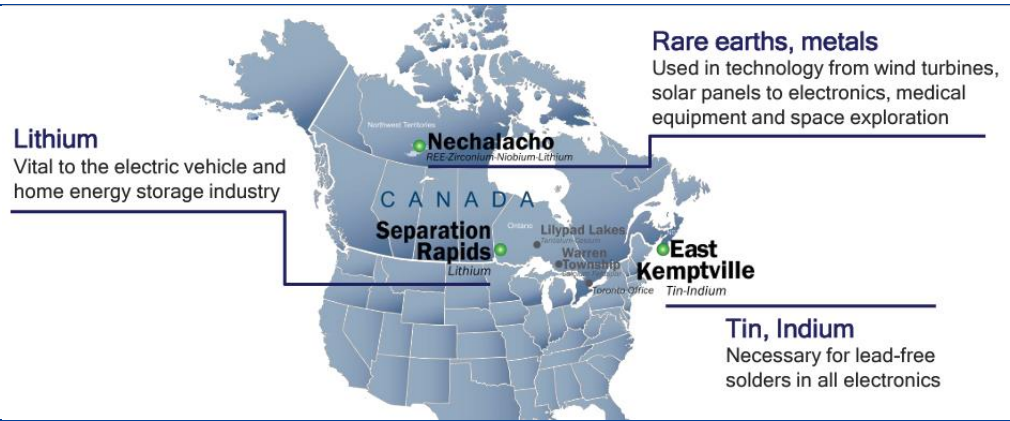 Rare earths, metals
Used in technology from wind turbines,
solar panels to electronics, medical
equipment and space exploration
Lithium
Vital to the electric vehicle and
home energy storage industry
Northwest Territories
Nechalacho
REE-Zirconium-Niobium-Lithium
CANADA
Ontario
Separation
Rapids
Lithium
Lilypad Lakes
Warren
Township
Toronto Office
East
Kemptville
Tin-Indium
Tin, Indium
Necessary for lead-free
solders in all electronics